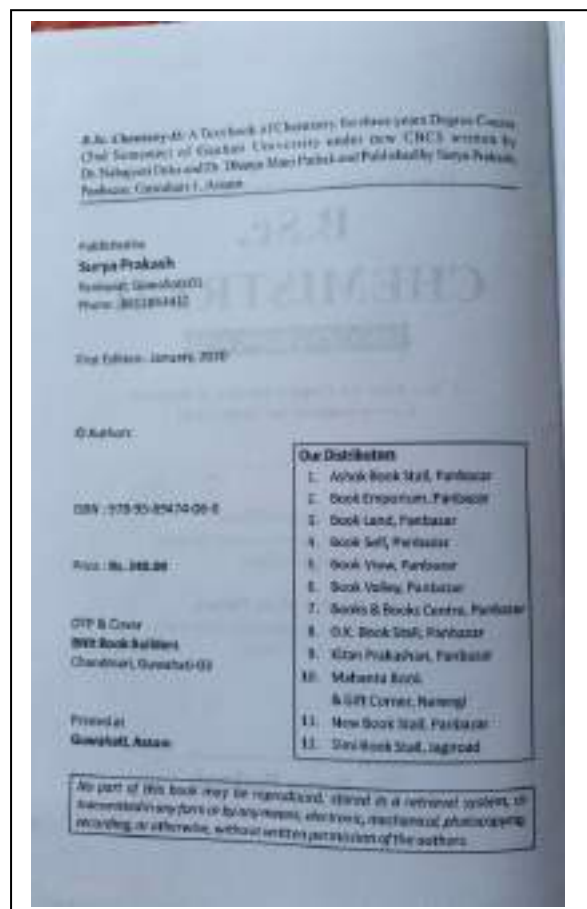 B.Sc. Chemistry-II: A Textbook of Chemistry, for three years Degree Course
(2nd Semester) of Gauhati University under new CBCS written by
Dr. Nabajyoti Deka and Dr. Pathak and Published by Surya Prakash,
Panbazar, Guwahati-1, Assam
B.Sc.
CHEMISTR
Published by
Surya Prakash
Panbazar, Guwahati-01
Phone :
First Edition : January, 2020
© Authors
ISBN : 978-93-89474-06-
Price : Rs.
DTP & Cover
Book Builders
Chandmari, Guwahati-03
Printed at
Guwahati, Assam
Our Distributors
1. Ashok Book Stall, Panbazar
2. Book Emporium, Panbazar
3. Book Land, Panbazar
4. Book Self, Panbazar
5. Book View, Panbazar
6. Book Valley, Panbazar
7. Books & Books Centre, Panbazar
8. O.K. Book Stall, Panbazar
9. Kiran Prakashan, Panbazar
10. Mahanta Book
& Gift Corner, Narengi
11. New Book Stall, Panbazar
12. Book Stall, Jagiroad
No part of this book may be reproduced, stored in a retrieval system, or
transmitted in any form or by any means, electronic, mechanical, photocopying,
recording, or otherwise, without written permission of the authors.